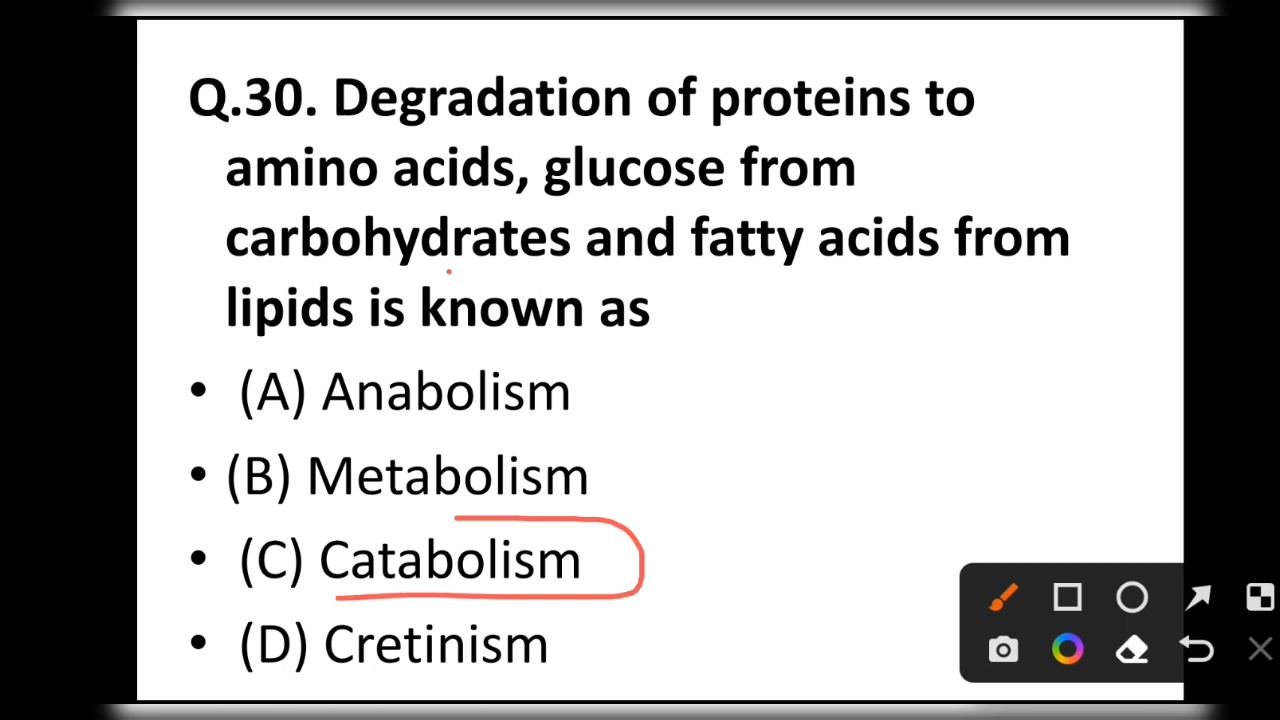 Q.30. Degradation of proteins to
amino acids, glucose from
carbohydrates and fatty acids from
lipids is known as
• (A) Anabolism
• (B) Metabolism
• (C) Catabolism
• (D) Cretinism